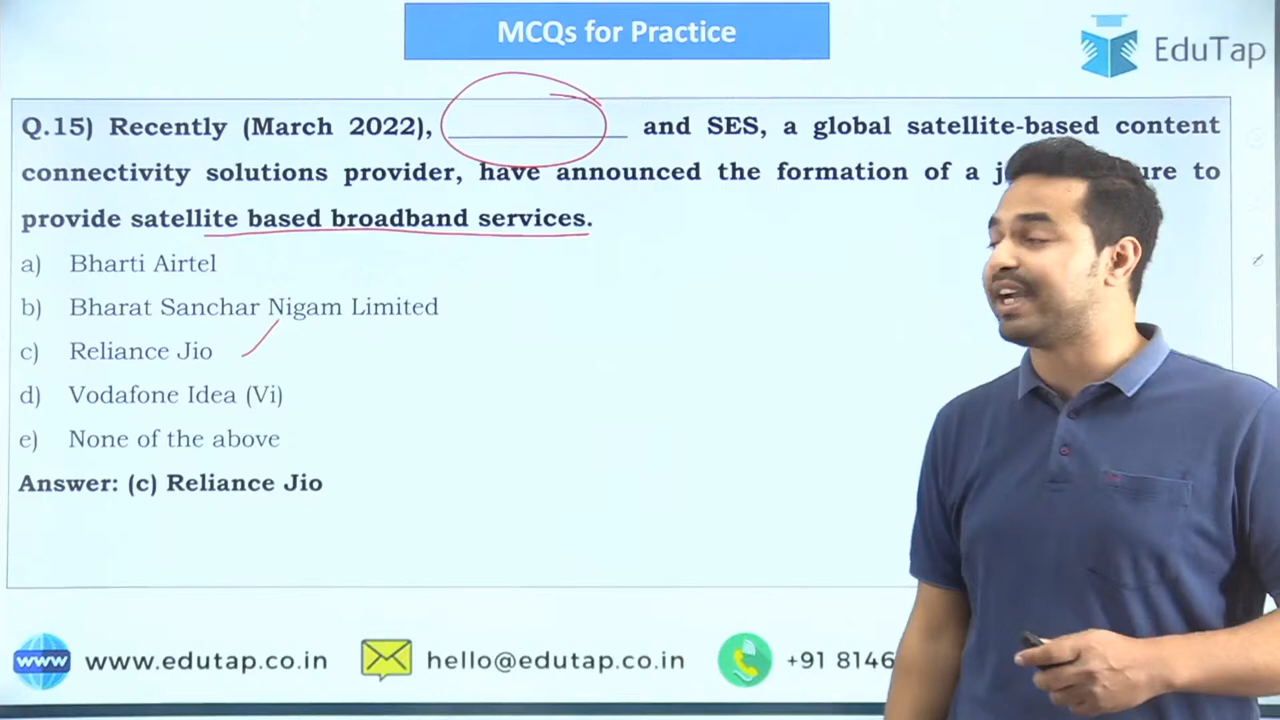 MCQs for Practice
EduTap
Q.15) Recently (March 2022), ____________ and SES, a global satellite-based content
connectivity solutions provider, have announced the formation of a to
provide satellite based broadband services.
a) Bharti Airtel
b) Bharat Sanchar Nigam Limited
c) Reliance Jio
d) Vodafone Idea (Vi)
e) None of the above
Answer: (c) Reliance Jio
www www.edutap.co.in hello@edutap.co.in +91 8146